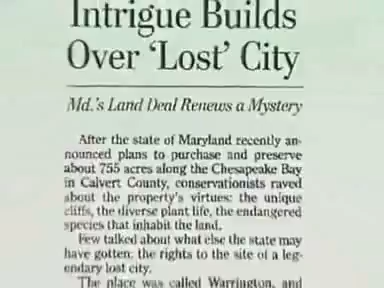 Intrigue Builds
Over ‘Lost’ City
Md.’s Land Deal Renews a Mystery
After the state of Maryland recently an-
nounced plans to purchase and preserve
about 755 acres along the Chesapeake Bay
in Calvert County, conservationists raved
about the property’s virtues: the unique
cliffs, the diverse plant life, the endangered
species that inhabit the land.
Few talked about what else the state may
have gotten: the rights to the site of a leg-
endary lost city.
The place was called Warrington, and